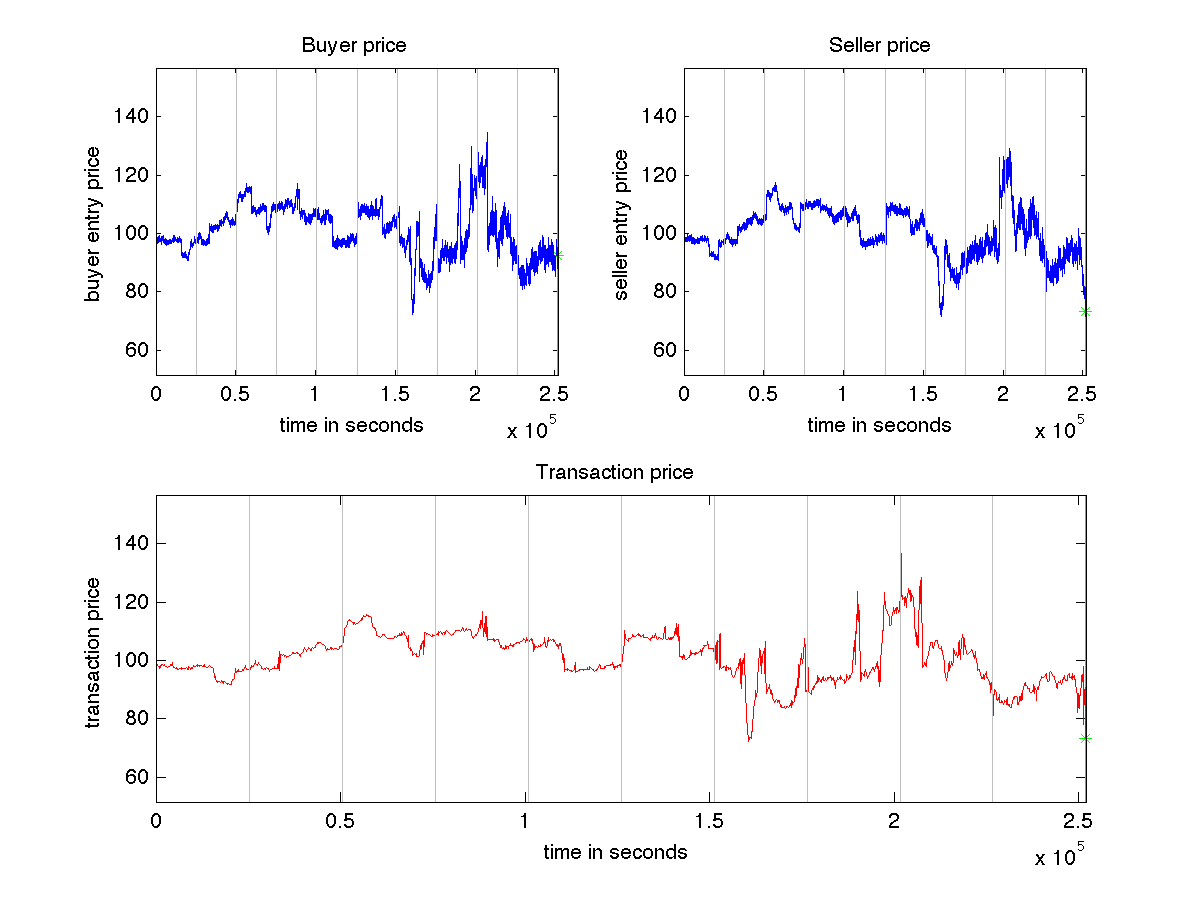 Buyer price
buyer entry price
140
120
100
80
60
0 0.5 1 1.5 2 2.5
time in seconds
x 10^5
Seller price
seller entry price
140
120
100
80
60
0 0.5 1 1.5 2 2.5
time in seconds
x 10^5
Transaction price
transaction price
140
120
100
80
60
0 0.5 1 1.5 2 2.5
time in seconds
x 10^5